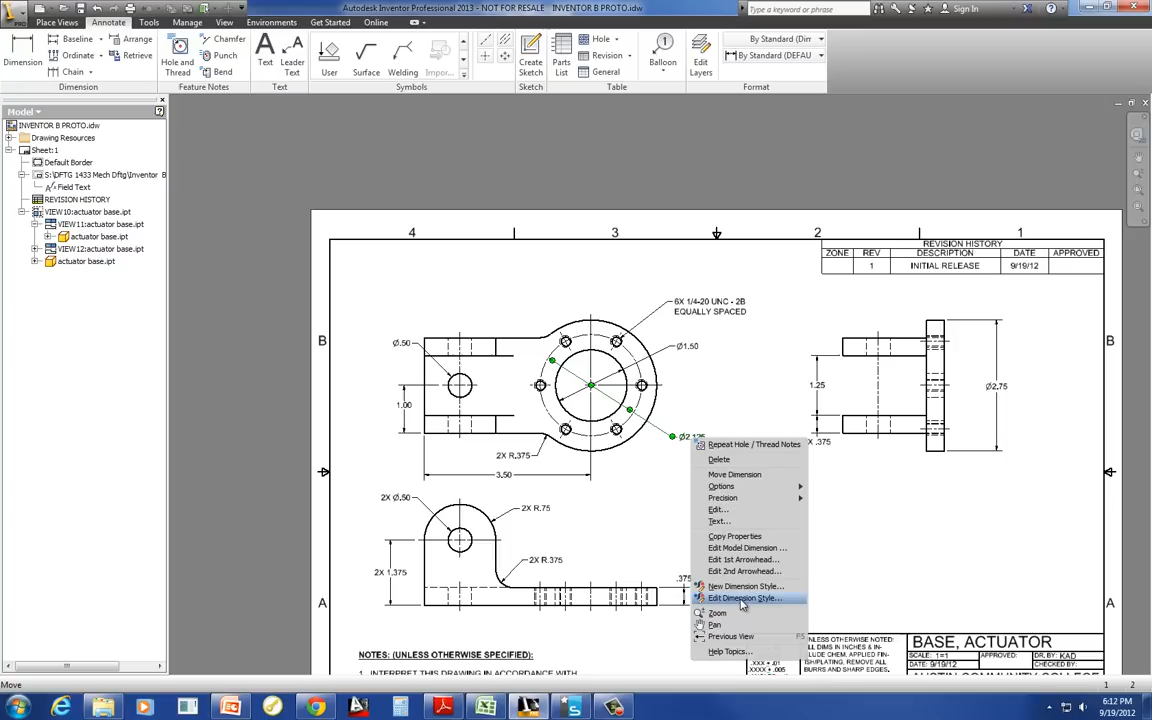 Autodesk Inventor Professional 2013 - NOT FOR RESALE   INVENTOR B PROTO.idw
Type a keyword or phrase
Sign In
PRO
Place Views
Annotate
Tools
Manage
View
Environments
Get Started
Online
Dimension
Baseline
Ordinate
Chain
Arrange
Retrieve
Hole and Thread
Chamfer
Punch
Bend
Text
Leader Text
User
Surface
Welding
Impor...
Create Sketch
Parts List
Hole
Revision
General
Balloon
Edit Layers
By Standard (Dim
By Standard (DEFAU
Dimension
Feature Notes
Text
Symbols
Sketch
Table
Format
Model
INVENTOR B PROTO.idw
Drawing Resources
Sheet:1
Default Border
S:\DFTG 1433 Mech Dftg\Inventor B
Field Text
REVISION HISTORY
VIEW10:actuator base.ipt
VIEW11:actuator base.ipt
actuator base.ipt
VIEW12:actuator base.ipt
actuator base.ipt
4 3 2 1
REVISION HISTORY
ZONE REV DESCRIPTION DATE APPROVED
1 INITIAL RELEASE 9/19/12
6X 1/4-20 UNC - 2B
EQUALLY SPACED
B
B
Ø.50
Ø1.50
1.00
1.25
Ø2.75
Ø2.125
2X R.375
X .375
3.50
2X Ø.50
2X R.75
2X R.375
2X 1.375
.375
A
A
Repeat Hole / Thread Notes
Delete
Move Dimension
Options
Precision
Edit...
Text...
Copy Properties
Edit Model Dimension ...
Edit 1st Arrowhead...
Edit 2nd Arrowhead...
New Dimension Style...
Edit Dimension Style...
Zoom
Pan
Previous View F5
Help Topics...
NOTES: (UNLESS OTHERWISE SPECIFIED):
1. INTERPRET THIS DRAWING IN ACCORDANCE WITH
UNLESS OTHERWISE NOTED:
ALL DIMS IN INCHES & IN-
CLUDE CHEM. APPLIED FIN-
ISH/PLATING. REMOVE ALL
BURRS AND SHARP EDGES.
.XXX + .01
.XXXX + .005
BASE, ACTUATOR
SCALE: 1=1 APPROVED: DR. BY: KAD
DATE: 9/19/12 CHECKED BY:
AUSTIN COMMUNITY COLLEGE
Move
1 2
6:12 PM
9/19/2012